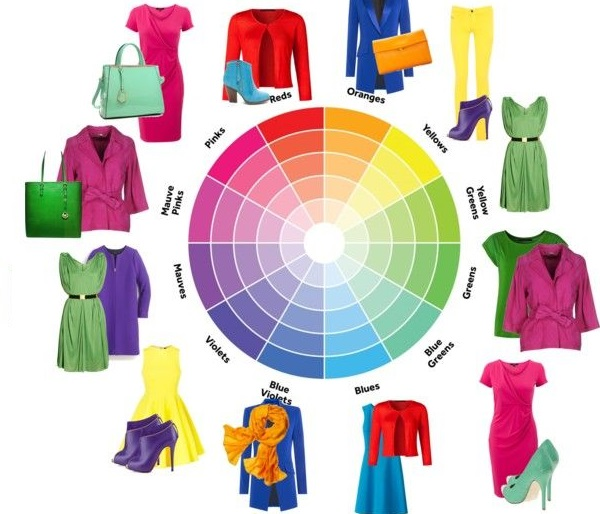 Reds
Oranges
Yellows
Yellow
Greens
Greens
Blue
Greens
Blues
Blue
Violets
Violets
Mauves
Mauve
Pinks
Pinks